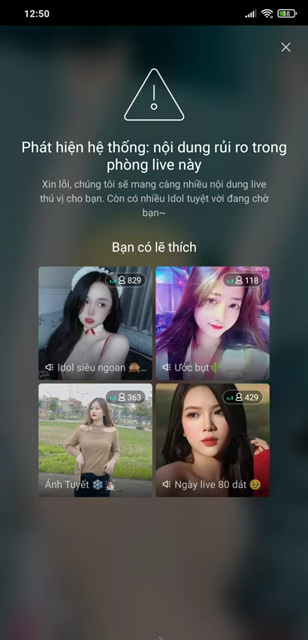 12:50
58
Phát hiện hệ thống: nội dung rủi ro trong
phòng live này
Xin lỗi, chúng tôi sẽ mang càng nhiều nội dung live
thú vị cho bạn. Còn có nhiều Idol tuyệt vời đang chờ
bạn~
Bạn có lẽ thích
829
118
Idol siêu ngoan 🙈...
Ước bụt🌵
363
429
Ánh Tuyết ❄️
Ngày live 80 dát 🥺